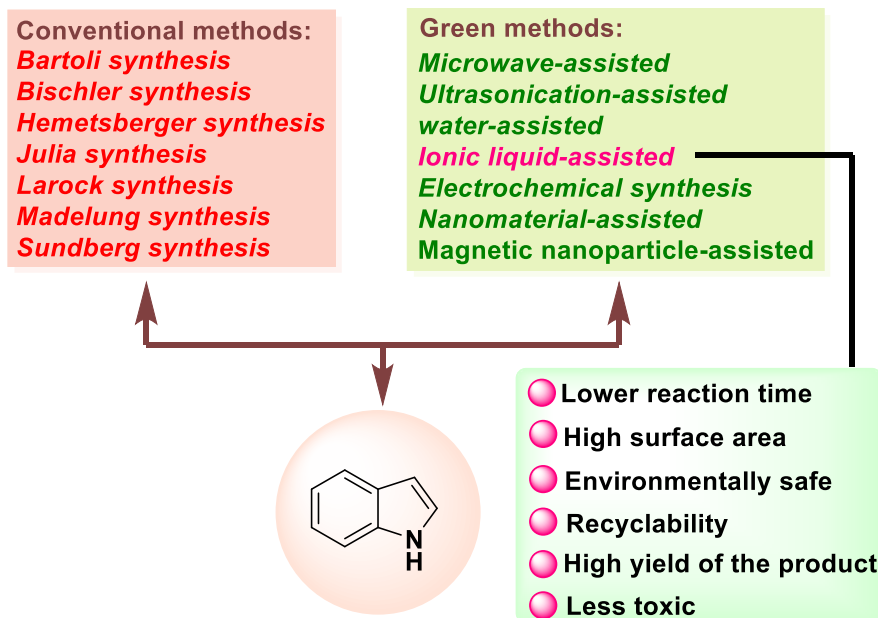 Conventional methods:
Bartoli synthesis
Bischler synthesis
Hemetsberger synthesis
Julia synthesis
Larock synthesis
Madelung synthesis
Sundberg synthesis
Green methods:
Microwave-assisted
Ultrasonication-assisted
water-assisted
Ionic liquid-assisted
Electrochemical synthesis
Nanomaterial-assisted
Magnetic nanoparticle-assisted
N
H
Lower reaction time
High surface area
Environmentally safe
Recyclability
High yield of the product
Less toxic